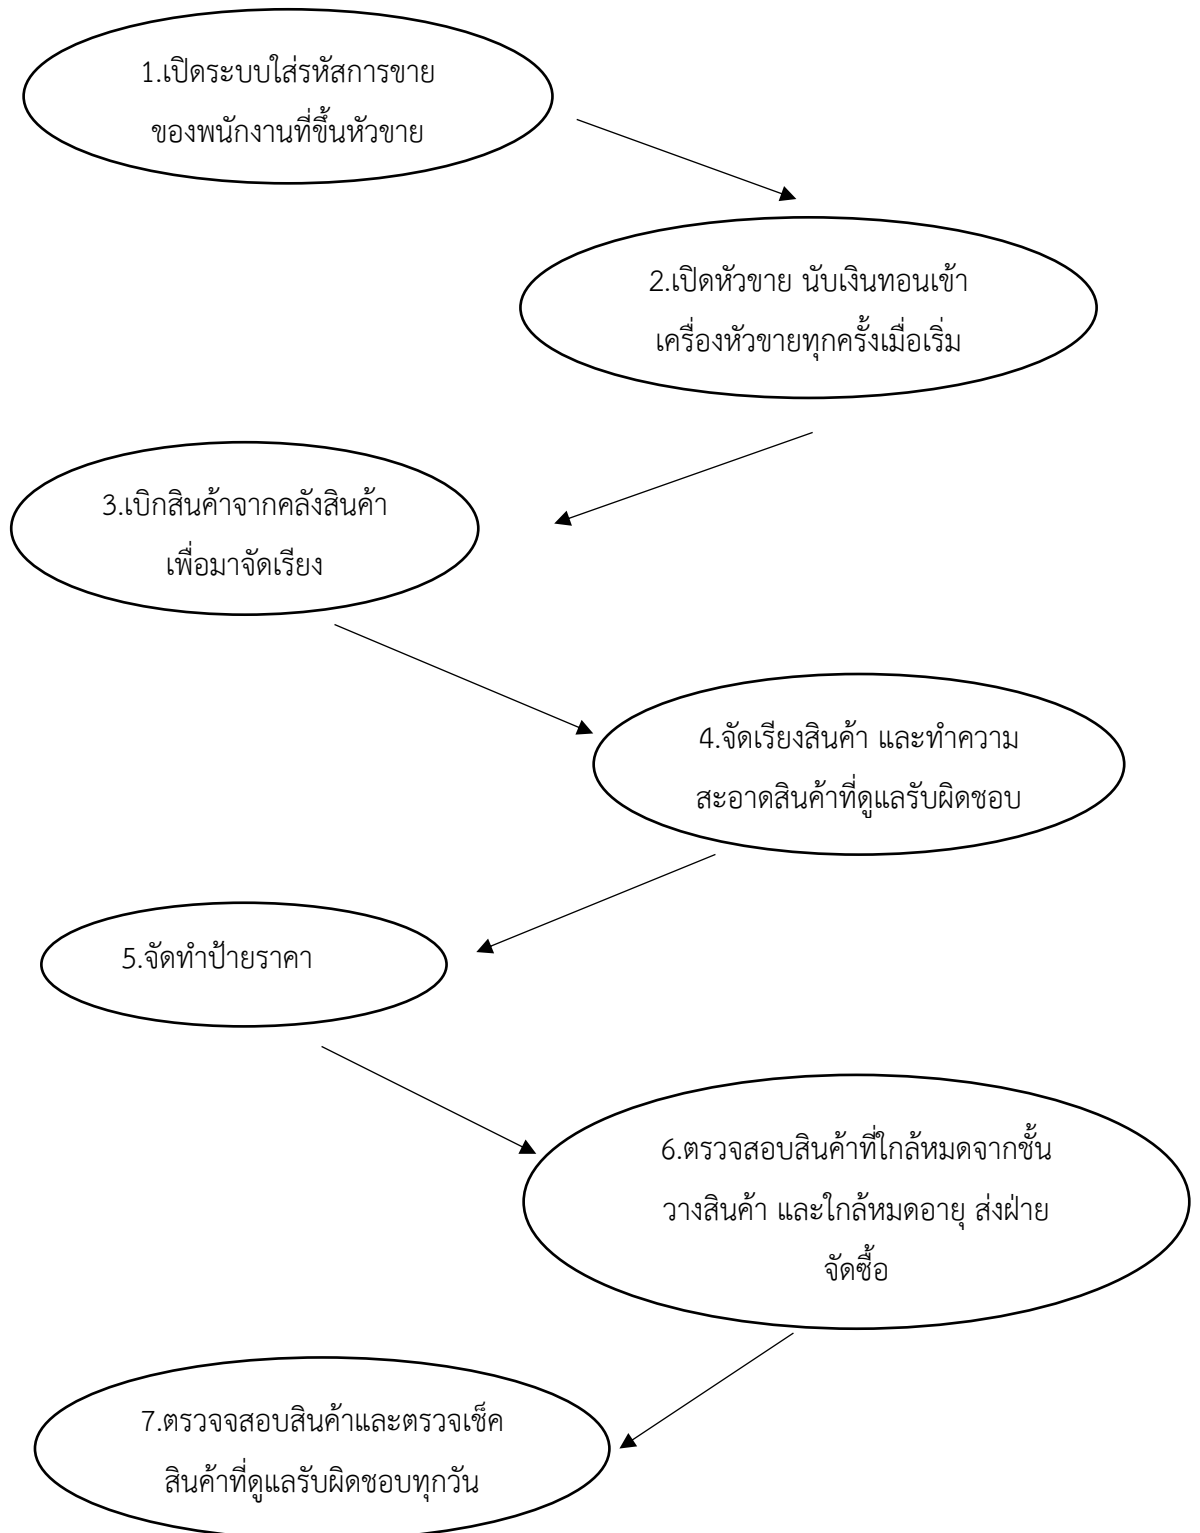 1.เปิดระบบใส่รหัสการขาย
ของพนักงานที่ขึ้นหัวขาย
2.เปิดหัวขาย นับเงินทอนเข้า
เครื่องหัวขายทุกครั้งเมื่อเริ่ม
3.เบิกสินค้าจากคลังสินค้า
เพื่อมาจัดเรียง
4.จัดเรียงสินค้า และทำความ
สะอาดสินค้าที่ดูแลรับผิดชอบ
5.จัดทำป้ายราคา
6.ตรวจสอบสินค้าที่ใกล้หมดจากชั้น
วางสินค้า และใกล้หมดอายุ ส่งฝ่าย
จัดซื้อ
7.ตรวจจสอบสินค้าและตรวจเช็ค
สินค้าที่ดูแลรับผิดชอบทุกวัน